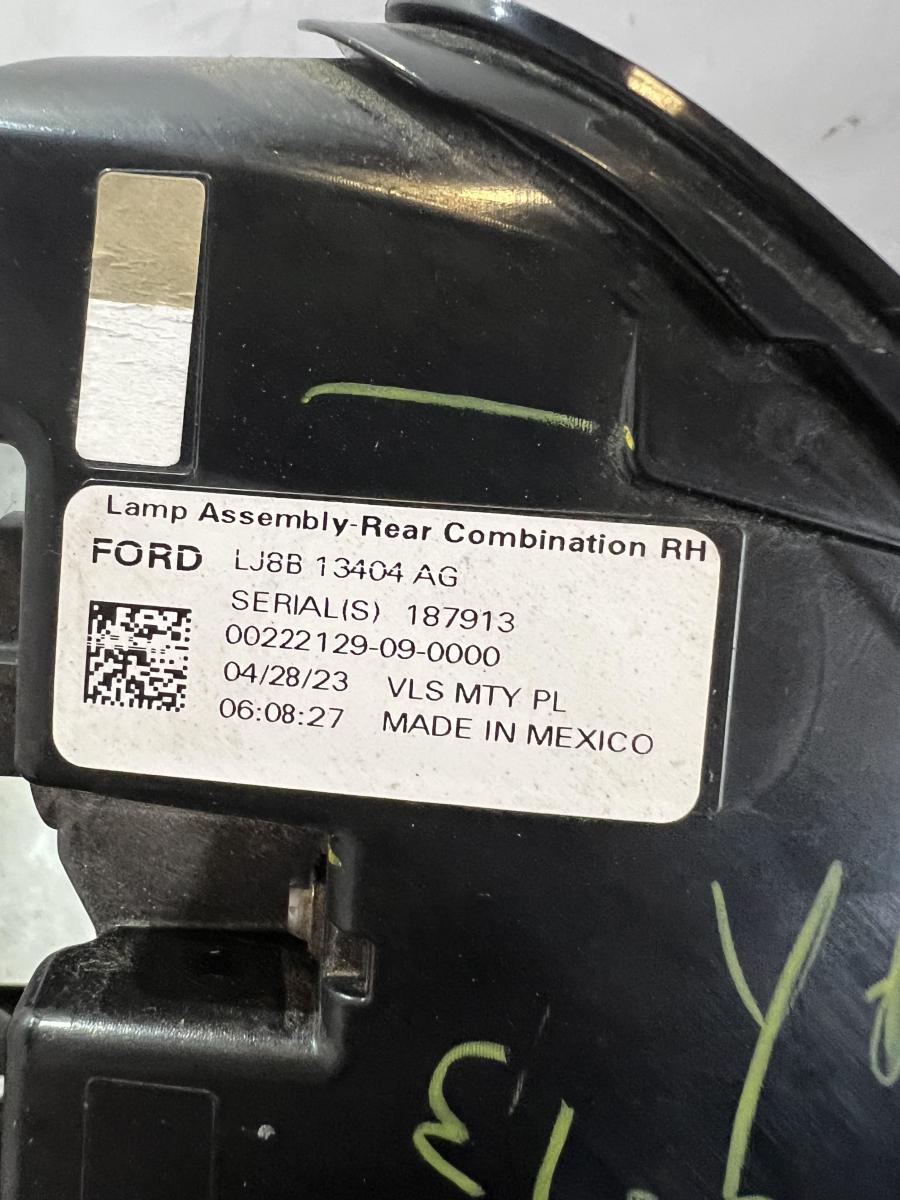 Lamp Assembly-Rear Combination RH
FORD LJ8B 13404 AG
SERIAL(S) 187913
00222129-09-0000
04/28/23 VLS MTY PL
06:08:27 MADE IN MEXICO